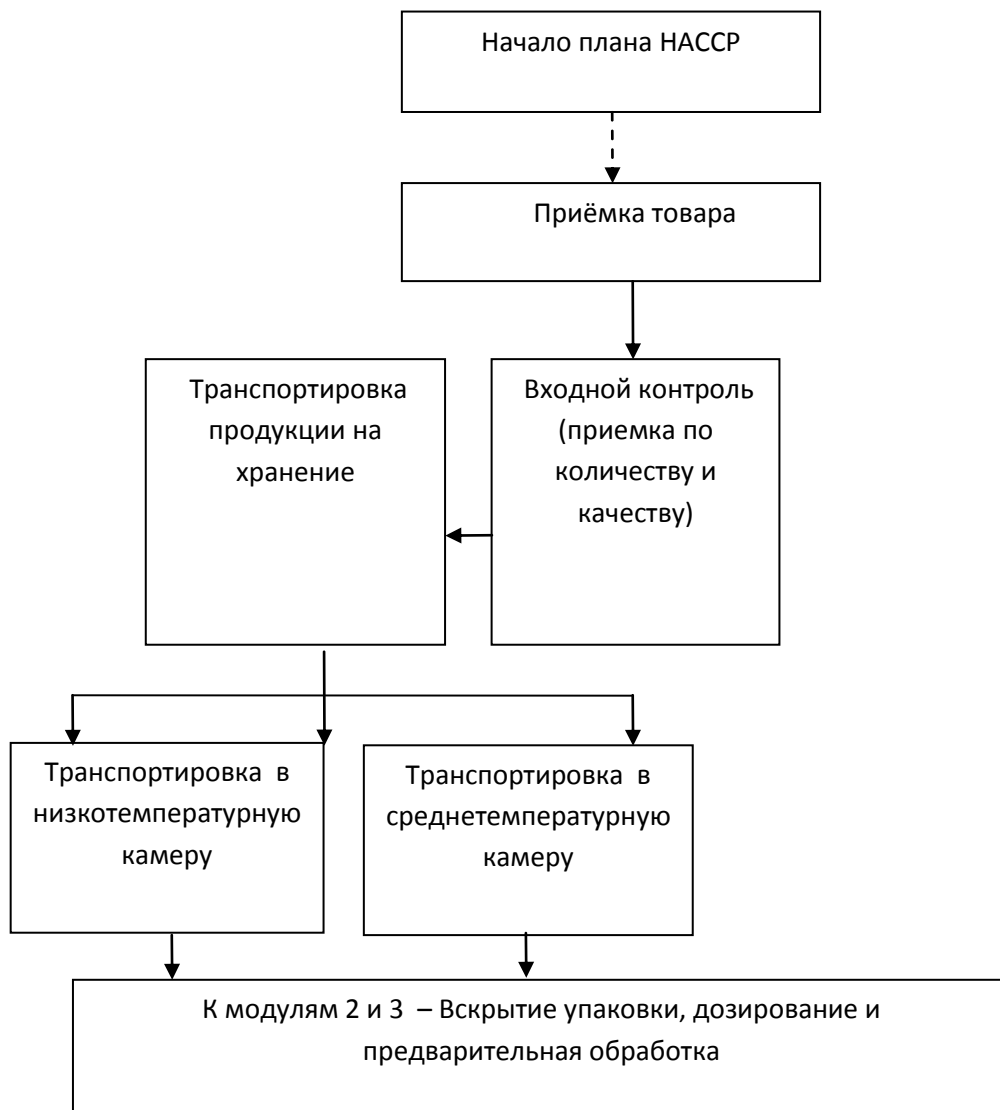 Начало плана НАССР
Приёмка товара
Транспортировка
продукции на
хранение
Входной контроль
(приемка по
количеству и
качеству)
Транспортировка в
низкотемпературную
камеру
Транспортировка в
среднетемпературную
камеру
К модулям 2 и 3 – Вскрытие упаковки, дозирование и
предварительная обработка